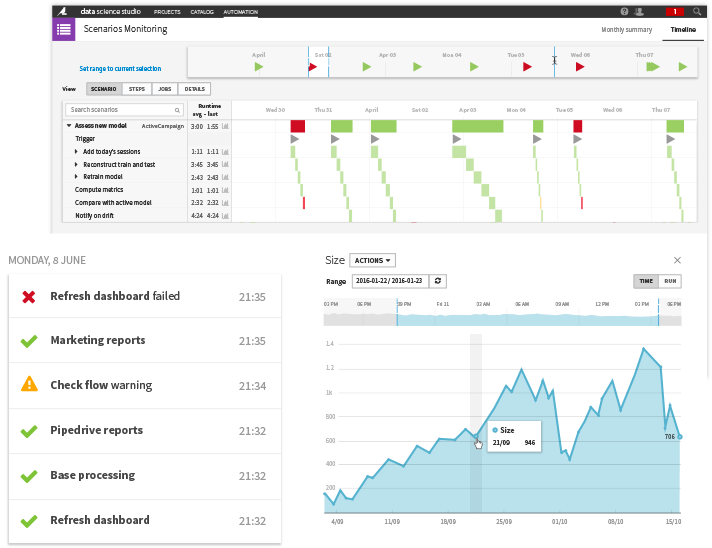 data science studio PROJECTS CATALOG AUTOMATION 1
Scenarios Monitoring Monthly summary Timeline
April Sat 02 Apr 03 Mon 04 Tue 05 Wed 06 Thu 07
Set range to current selection
View SCENARIO STEPS JOBS DETAILS
Search scenarios Runtime
avg - last Wed 30 Thu 31 April Sat 02 Apr 03 Mon 04 Tue 05 Wed 06 Thu 07
Assess new model ActiveCampaign 3:00 1:55
Trigger
Add today's sessions 1:11 1:11
Reconstruct train and test 3:45 3:45
Retrain model 2:43 2:43
Compute metrics 1:01 1:01
Compare with active model 2:32 2:32
Notify on drift 4:24 4:24
MONDAY, 8 JUNE
Refresh dashboard failed 21:35
Marketing reports 21:35
Check flow warning 21:34
Pipedrive reports 21:32
Base processing 21:32
Refresh dashboard 21:32
Size ACTIONS
Range 2016-01-22 / 2016-01-23 TIME RUN
03 PM 06 PM 09 PM Fri 11 03 AM 06 AM 09 AM 12 PM 03 PM 06 PM
1.4
1.2
1K
800
600
400
200
Size
21/09 946
706
4/09 11/09 18/09 25/09 01/10 08/10 15/10